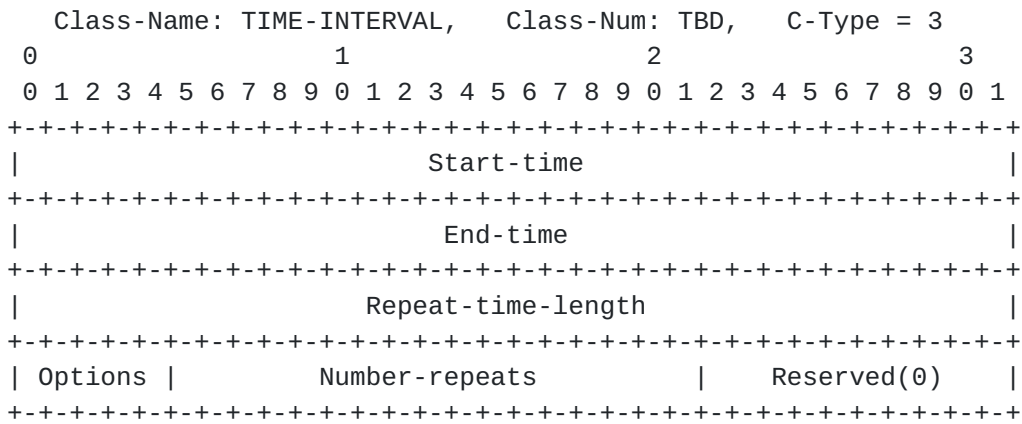 Class-Name: TIME-INTERVAL,   Class-Num: TBD,   C-Type = 3
 0                   1                   2                   3
 0 1 2 3 4 5 6 7 8 9 0 1 2 3 4 5 6 7 8 9 0 1 2 3 4 5 6 7 8 9 0 1
+-+-+-+-+-+-+-+-+-+-+-+-+-+-+-+-+-+-+-+-+-+-+-+-+-+-+-+-+-+-+-+-+
|                          Start-time                           |
+-+-+-+-+-+-+-+-+-+-+-+-+-+-+-+-+-+-+-+-+-+-+-+-+-+-+-+-+-+-+-+-+
|                           End-time                            |
+-+-+-+-+-+-+-+-+-+-+-+-+-+-+-+-+-+-+-+-+-+-+-+-+-+-+-+-+-+-+-+-+
|                      Repeat-time-length                       |
+-+-+-+-+-+-+-+-+-+-+-+-+-+-+-+-+-+-+-+-+-+-+-+-+-+-+-+-+-+-+-+-+
| Options |         Number-repeats          |    Reserved(0)    |
+-+-+-+-+-+-+-+-+-+-+-+-+-+-+-+-+-+-+-+-+-+-+-+-+-+-+-+-+-+-+-+-+